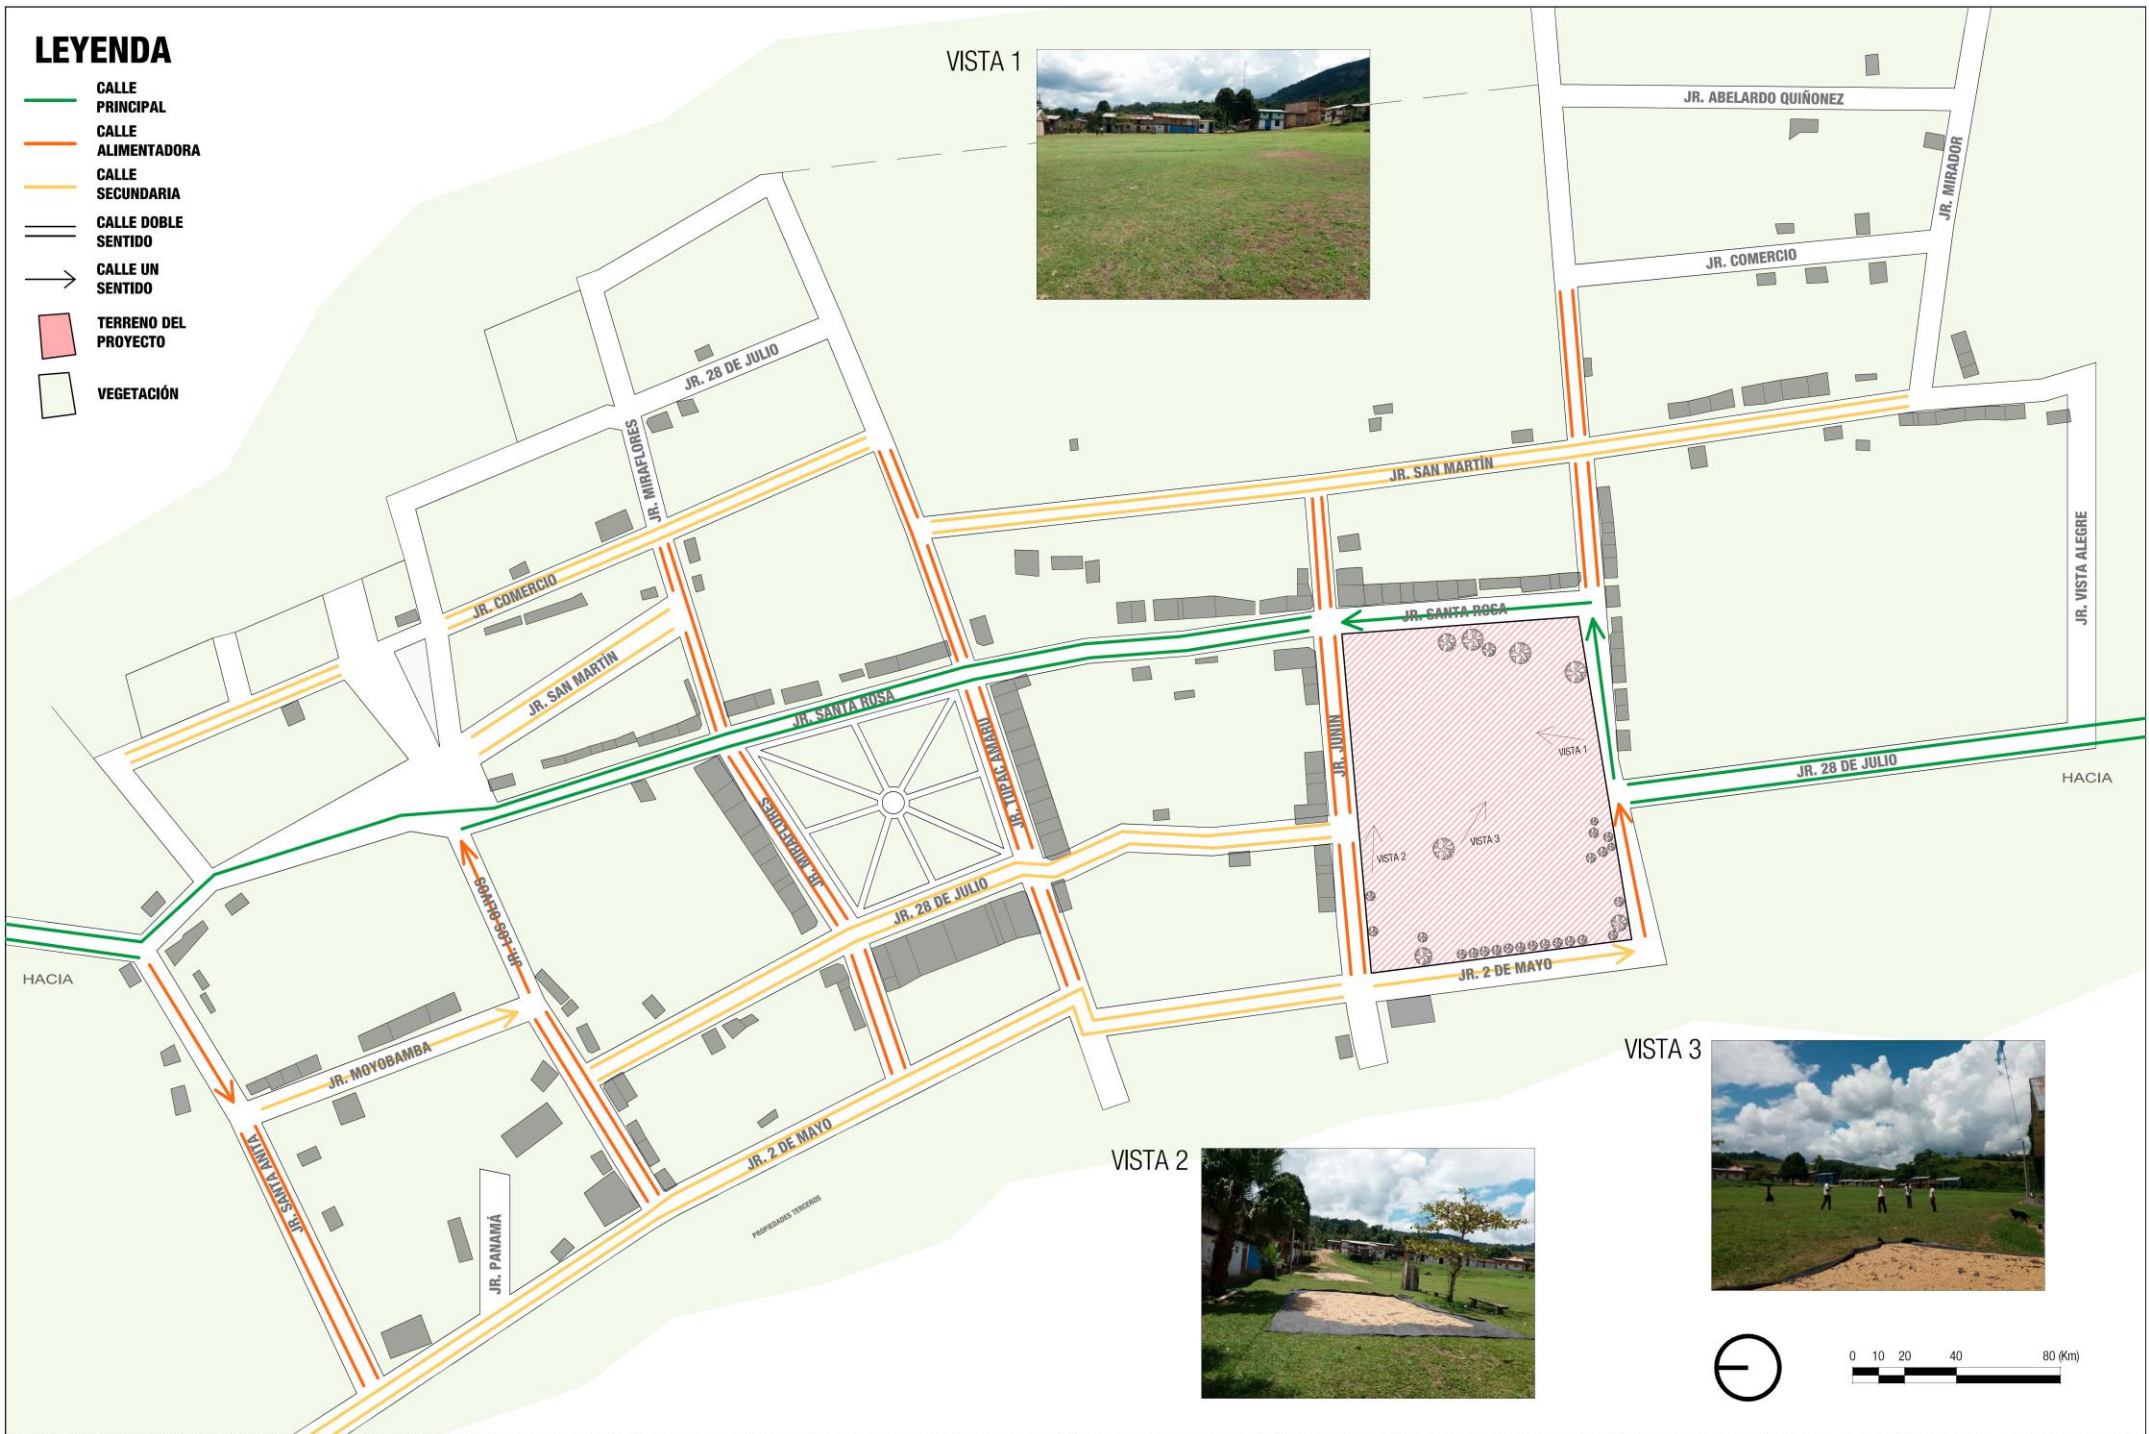 LEYENDA
CALLE
PRINCIPAL
CALLE
ALIMENTADORA
CALLE
SECUNDARIA
CALLE DOBLE
SENTIDO
CALLE UN
SENTIDO
TERRENO DEL
PROYECTO
VEGETACIÓN
VISTA 1
JR. ABELARDO QUIÑONEZ
JR. MIRADOR
JR. COMERCIO
JR. 28 DE JULIO
JR. MIRAFLORES
JR. SAN MARTÍN
JR. VISTA ALEGRE
JR. COMERCIO
JR. SANTA ROSA
JR. SAN MARTÍN
JR. SANTA ROSA
JR. TUPAC AMARU
JR. JUNIN
VISTA 1
JR. 28 DE JULIO
HACIA
JR. MIRAFLORES
VISTA 3
VISTA 2
JR. 28 DE JULIO
JR. LOS OLIVOS
HACIA
JR. 2 DE MAYO
JR. MOYOBAMBA
JR. 2 DE MAYO
JR. SANTA ANITA
JR. PANAMÁ
PROPIEDADES TERCEROS
VISTA 2
VISTA 3
0 10 20 40 80 (Km)